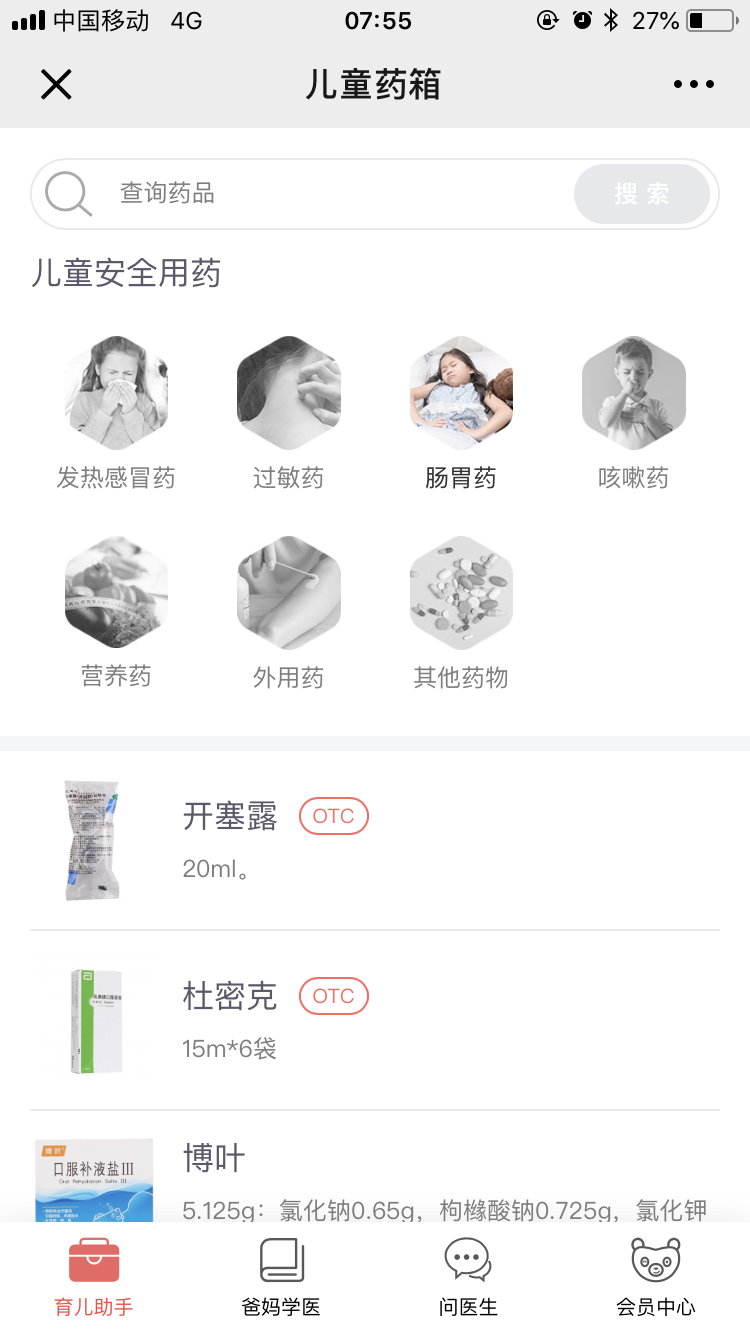 中国移动 4G 07:55 27%
儿童药箱
查询药品 搜索
儿童安全用药
发热感冒药 过敏药 肠胃药 咳嗽药
营养药 外用药 其他药物
开塞露 OTC
20ml。
杜密克 OTC
15m*6袋
博叶
口服补液盐III
Oral Rehydration Salts III
5.125g：氯化钠0.65g，枸橼酸钠0.725g，氯化钾
育儿助手 爸妈学医 问医生 会员中心